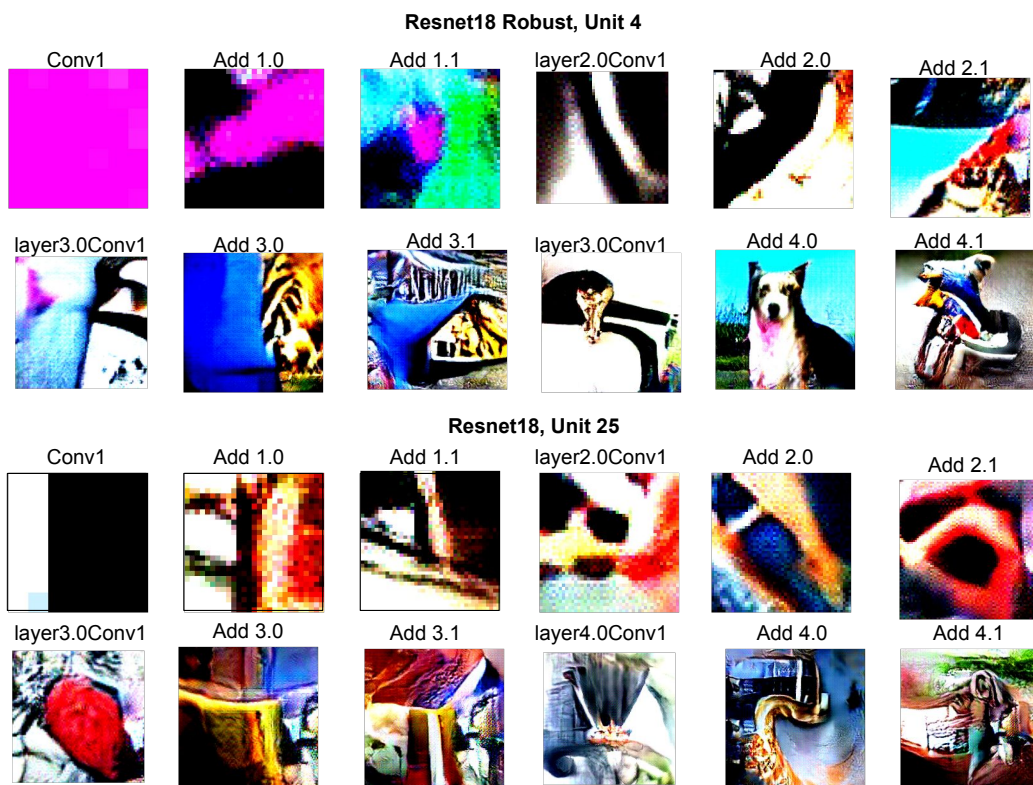 Resnet18 Robust, Unit 4
Conv1 Add 1.0 Add 1.1 layer2.0Conv1 Add 2.0 Add 2.1
layer3.0Conv1 Add 3.0 Add 3.1 layer3.0Conv1 Add 4.0 Add 4.1
Resnet18, Unit 25
Conv1 Add 1.0 Add 1.1 layer2.0Conv1 Add 2.0 Add 2.1
layer3.0Conv1 Add 3.0 Add 3.1 layer4.0Conv1 Add 4.0 Add 4.1